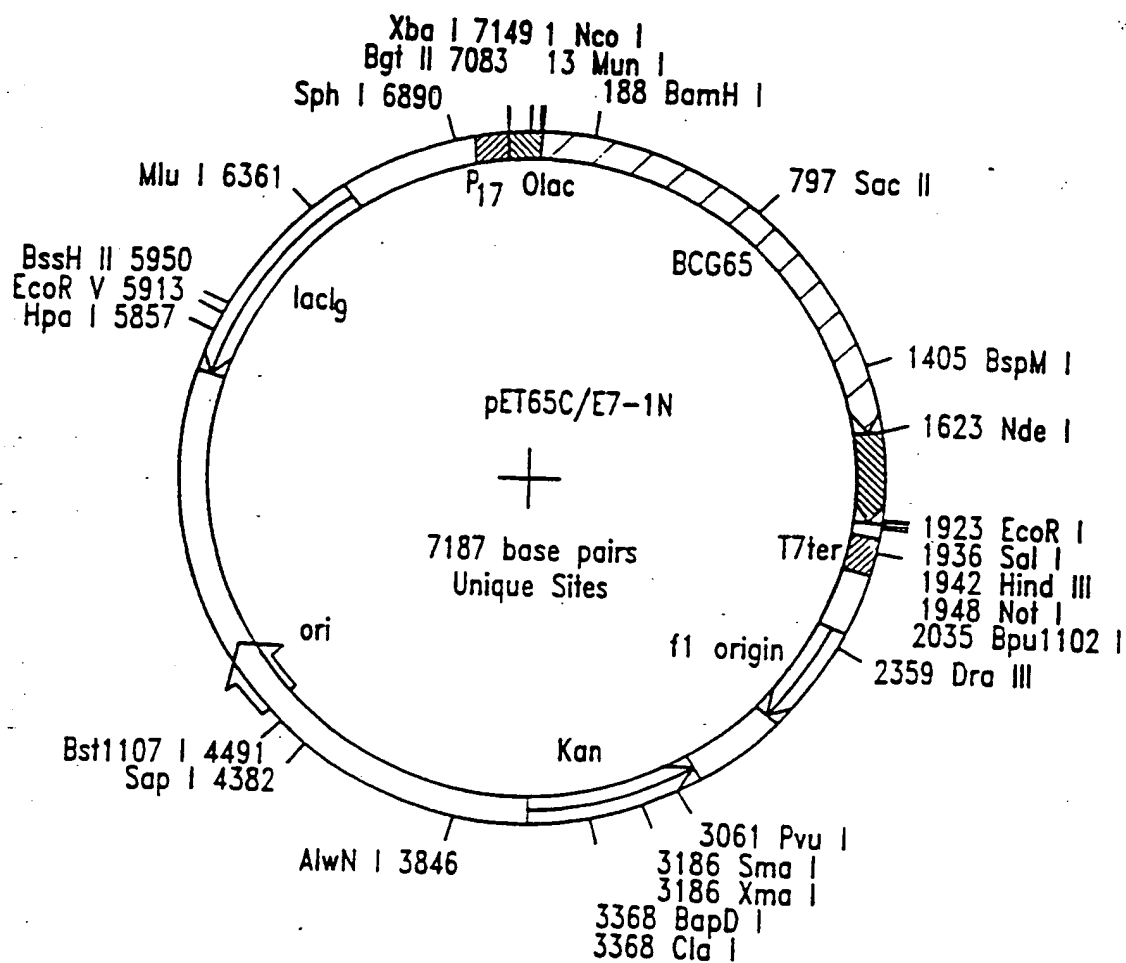 Xba I 7149 1 Nco I
Bgt II 7083 13 Mun I
Sph I 6890 188 BamH I
Mlu I 6361
P17 Olac
797 Sac II
BssH II 5950
EcoR V 5913
Hpa I 5857
lacIg
BCG65
1405 BspM I
pET65C/E7-1N
1623 Nde I
7187 base pairs
Unique Sites
T7ter
1923 EcoR I
1936 Sal I
1942 Hind III
1948 Not I
2035 Bpu1102 I
ori
f1 origin
2359 Dra III
Bst1107 I 4491
Sap I 4382
Kan
AlwN I 3846
3061 Pvu I
3186 Sma I
3186 Xma I
3368 BapD I
3368 Cla I